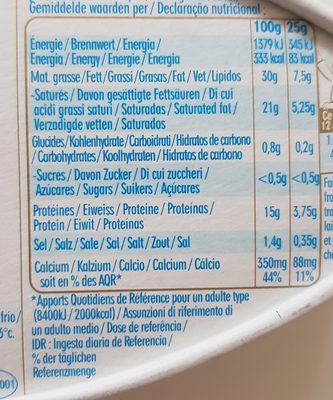 Gemiddelde waarden per / Declaração nutricional :
100g 25g
Énergie / Brennwert / Energia / 1379 kJ 345 kJ
Energía / Energy / Energie / Energia 333 kcal 83 kcal
Mat. grasse / Fett / Grassi / Grasas / Fat / Vet / Lípidos 30g 7,5g
-Saturés / Davon gesättigte Fettsäuren / Di cui
acidi grassi saturi / Saturadas / Saturated fat / 21g 5,25g
Verzadigde vetten / Saturados
Glucides / Kohlenhydrate / Carboidrati / Hidratos de carbono 0,8g 0,2g
/ Carbohydrates / Koolhydraten / Hidratos de carbono
-Sucres / Davon Zucker / Di cui zuccheri / <0,5g <0,5g
Azúcares / Sugars / Suikers / Açúcares
Protéines / Eiweiss / Proteine / Proteínas / 15g 3,75g
Protein / Eiwit / Proteínas
Sel / Salz / Sale / Sal / Salt / Zout / Sal 1,4g 0,35g
Calcium / Kalzium / Calcio / Calcium / Cálcio 350mg 88mg
soit en % des AQR* 44% 11%
*Apports Quotidiens de Référence pour un adulte type
(8400kJ / 2000kcal) / Assunzioni di riferimento di
un adulto medio / Dose de referência /
IDR : Ingesta diaria de Referencia /
% der täglichen
Referenzmenge
frio /
6°c.
001
Ce
12